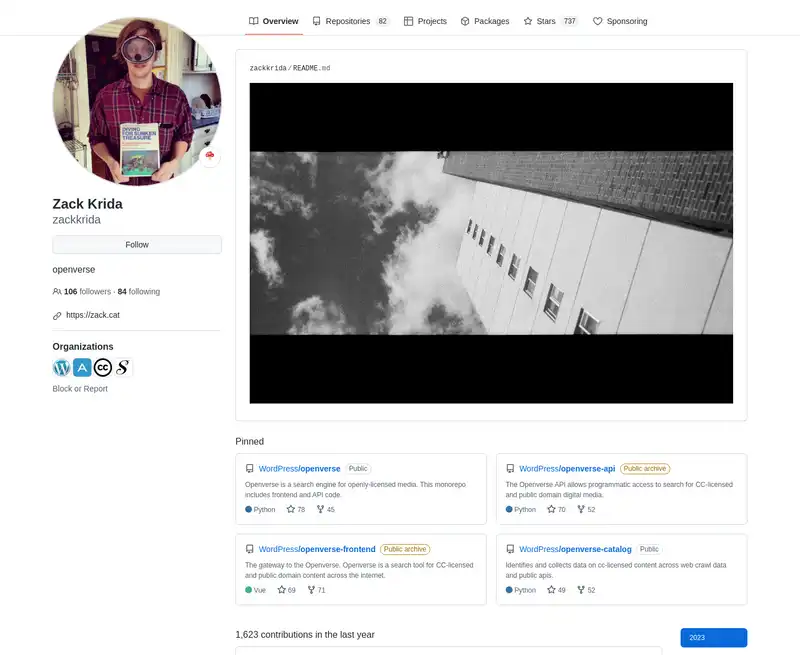 Overview
Repositories 82
Projects
Packages
Stars 737
Sponsoring
DIVING
FOR SUNKEN
TREASURE
Zack Krida
zackkrida
Follow
openverse
106 followers · 84 following
https://zack.cat
Organizations
W A cc S
Block or Report
zackkrida/README.md
Pinned
WordPress/openverse Public
Openverse is a search engine for openly-licensed media. This monorepo
includes frontend and API code.
Python 78 45
WordPress/openverse-api Public archive
The Openverse API allows programmatic access to search for CC-licensed
and public domain digital media.
Python 70 52
WordPress/openverse-frontend Public archive
The gateway to the Openverse. Openverse is a search tool for CC-licensed
and public domain content across the internet.
Vue 69 71
WordPress/openverse-catalog Public
Identifies and collects data on cc-licensed content across web crawl data
and public apis.
Python 49 52
1,623 contributions in the last year
2023